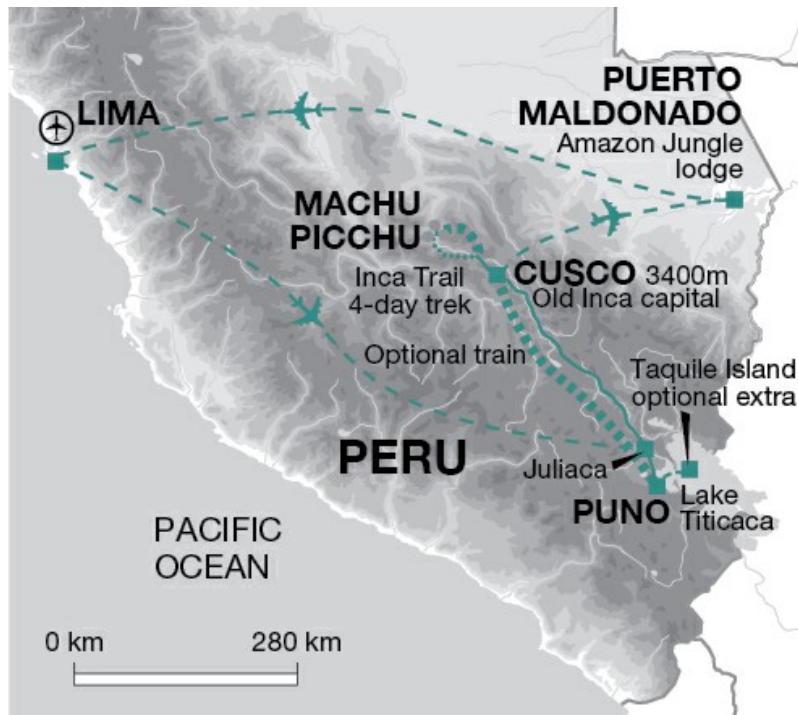 LIMA
PUERTO
MALDONADO
Amazon Jungle
lodge
MACHU
PICCHU
Inca Trail
4-day trek
CUSCO 3400m
Old Inca capital
Optional train
Taquile Island
optional extra
PERU
Juliaca
PUNO
Lake
Titicaca
PACIFIC
OCEAN
0 km 280 km